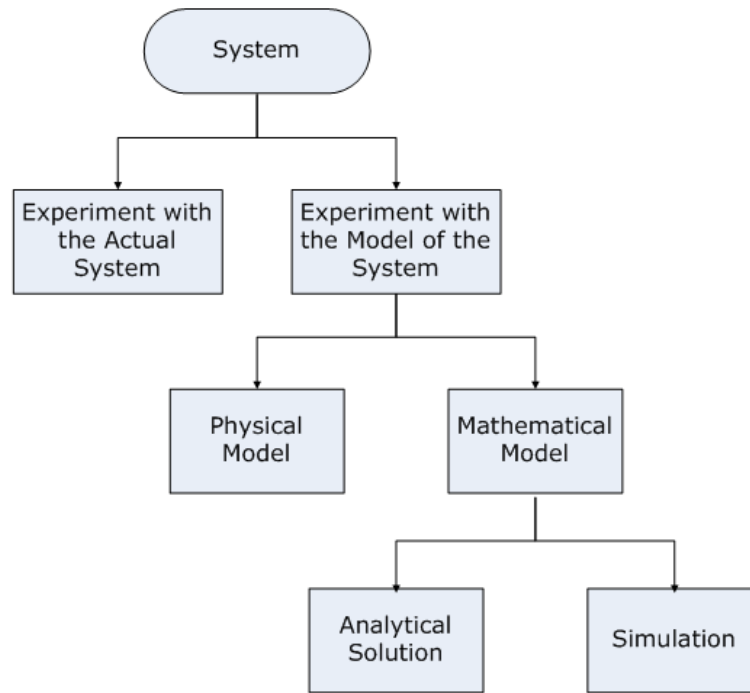 System
Experiment with
the Actual
System
Experiment with
the Model of the
System
Physical
Model
Mathematical
Model
Analytical
Solution
Simulation